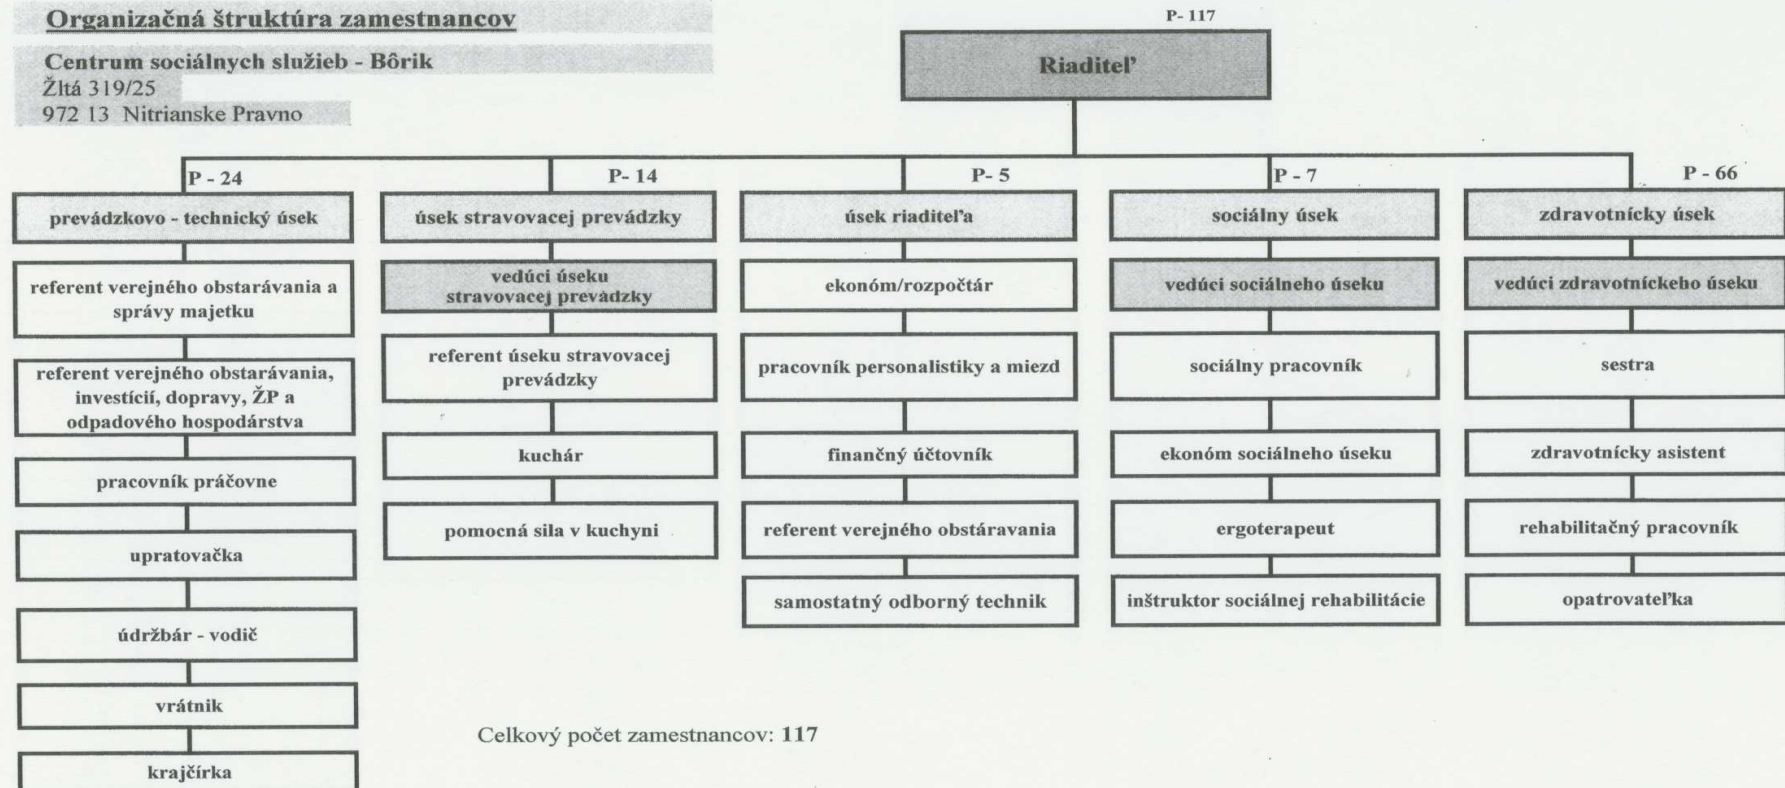 Organizačná štruktúra zamestnancov
Centrum sociálnych služieb - Bôrik
Žltá 319/25
972 13 Nitrianske Pravno
P- 117
Riaditeľ
P - 24
prevádzkovo - technický úsek
referent verejného obstarávania a
správy majetku
referent verejného obstarávania,
investícií, dopravy, ŽP a
odpadového hospodárstva
pracovník práčovne
upratovačka
údržbár - vodič
vrátnik
krajčírka
P- 14
úsek stravovacej prevádzky
vedúci úseku
stravovacej prevádzky
referent úseku stravovacej
prevádzky
kuchár
pomocná sila v kuchyni
P- 5
úsek riaditeľa
ekonóm/rozpočtár
pracovník personalistiky a miezd
finančný účtovník
referent verejného obstáravania
samostatný odborný technik
P - 7
sociálny úsek
vedúci sociálneho úseku
sociálny pracovník
ekonóm sociálneho úseku
ergoterapeut
inštruktor sociálnej rehabilitácie
P - 66
zdravotnícky úsek
vedúci zdravotníckeho úseku
sestra
zdravotnícky asistent
rehabilitačný pracovník
opatrovateľka
Celkový počet zamestnancov: 117